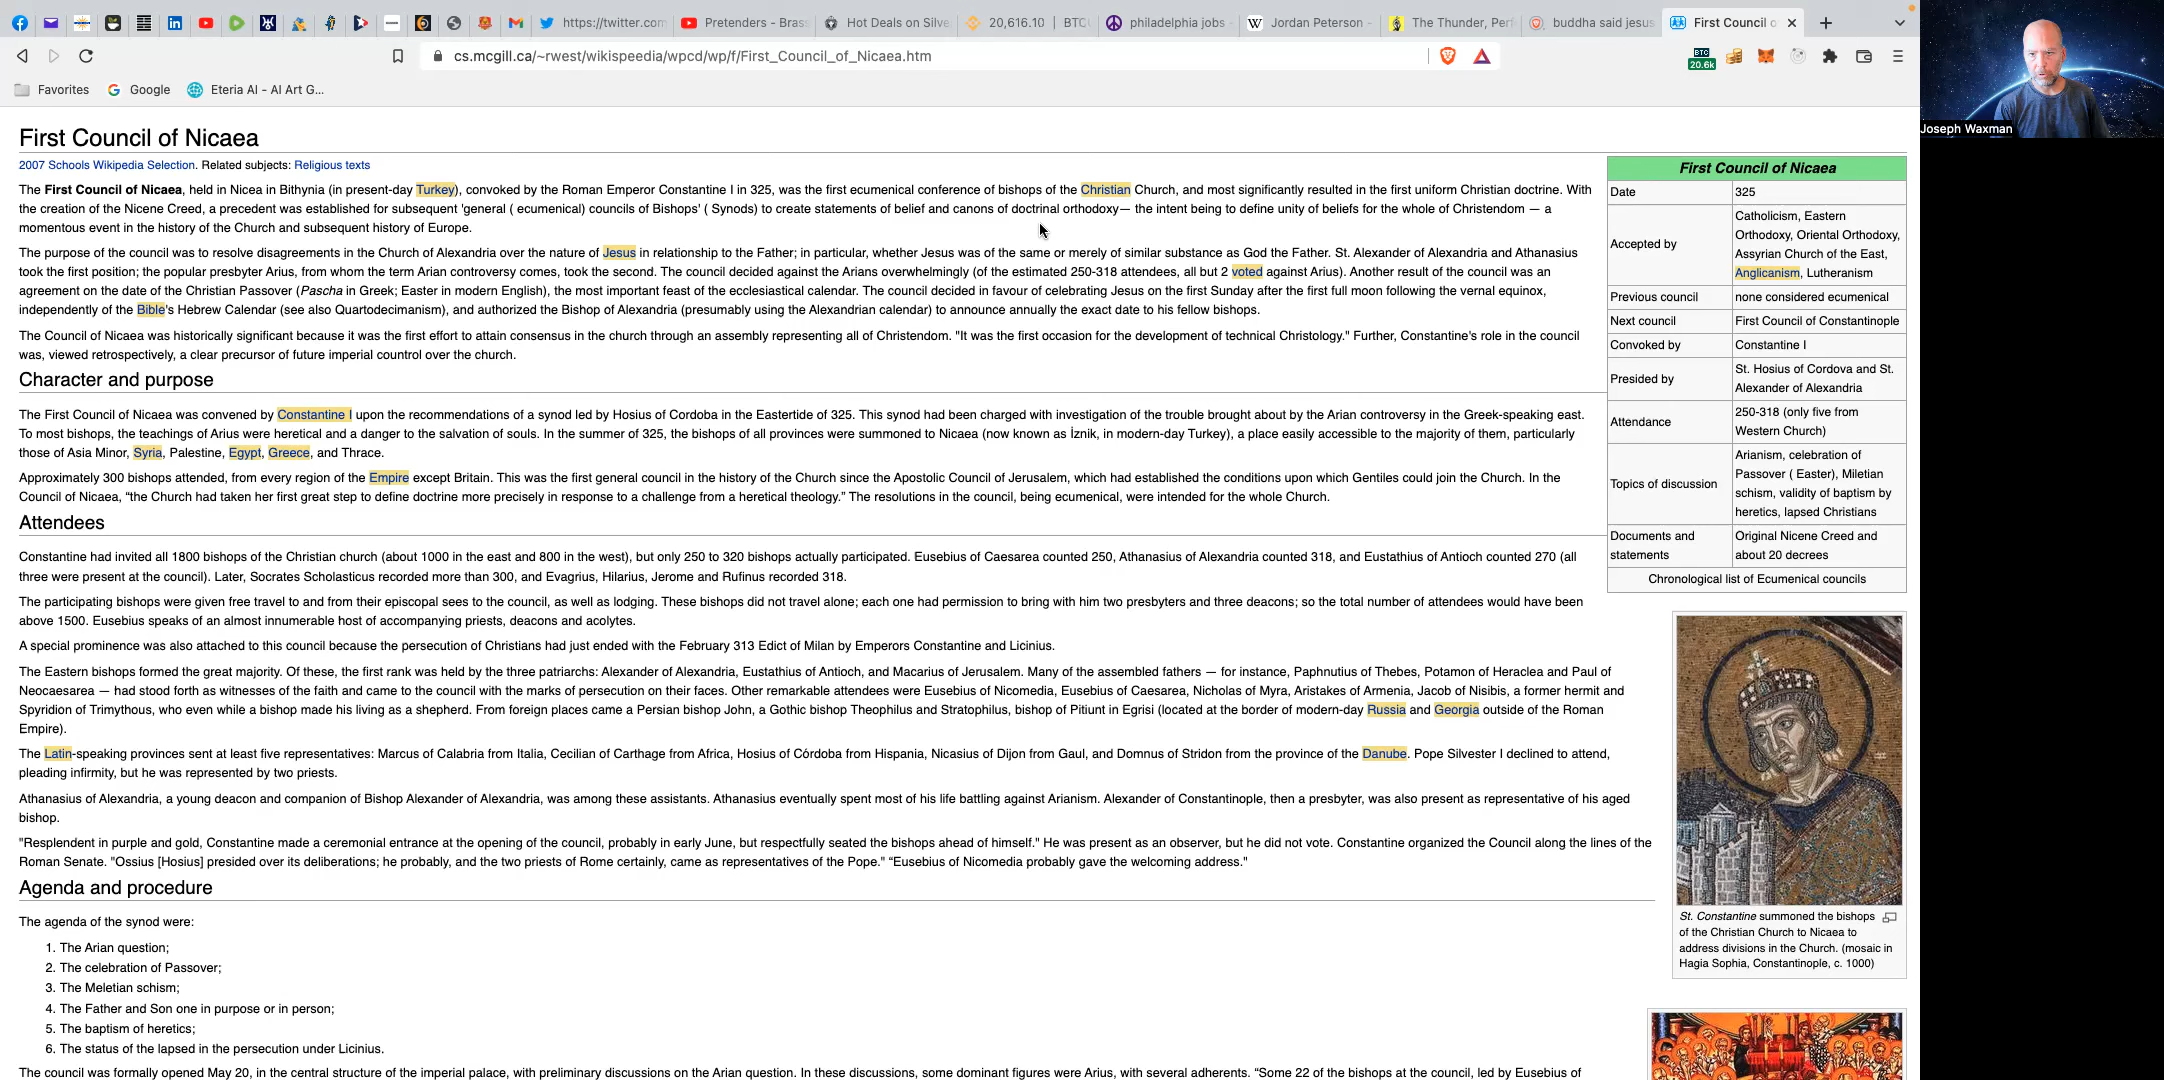 https://twitter.com
Pretenders - Brass
Hot Deals on Silve
20,616.10 | BTC
philadelphia jobs -
Jordan Peterson -
The Thunder, Perf
buddha said jesus
First Council o
cs.mcgill.ca/~rwest/wikispeedia/wpcd/wp/f/First_Council_of_Nicaea.htm
BTC
20.6k
Favorites
Google
Eteria AI - AI Art G...
Joseph Waxman
First Council of Nicaea
2007 Schools Wikipedia Selection. Related subjects: Religious texts
The First Council of Nicaea, held in Nicea in Bithynia (in present-day Turkey), convoked by the Roman Emperor Constantine I in 325, was the first ecumenical conference of bishops of the Christian Church, and most significantly resulted in the first uniform Christian doctrine. With
the creation of the Nicene Creed, a precedent was established for subsequent 'general ( ecumenical) councils of Bishops' ( Synods) to create statements of belief and canons of doctrinal orthodoxy— the intent being to define unity of beliefs for the whole of Christendom — a
momentous event in the history of the Church and subsequent history of Europe.
The purpose of the council was to resolve disagreements in the Church of Alexandria over the nature of Jesus in relationship to the Father; in particular, whether Jesus was of the same or merely of similar substance as God the Father. St. Alexander of Alexandria and Athanasius
took the first position; the popular presbyter Arius, from whom the term Arian controversy comes, took the second. The council decided against the Arians overwhelmingly (of the estimated 250-318 attendees, all but 2 voted against Arius). Another result of the council was an
agreement on the date of the Christian Passover (Pascha in Greek; Easter in modern English), the most important feast of the ecclesiastical calendar. The council decided in favour of celebrating Jesus on the first Sunday after the first full moon following the vernal equinox,
independently of the Bible's Hebrew Calendar (see also Quartodecimanism), and authorized the Bishop of Alexandria (presumably using the Alexandrian calendar) to announce annually the exact date to his fellow bishops.
The Council of Nicaea was historically significant because it was the first effort to attain consensus in the church through an assembly representing all of Christendom. "It was the first occasion for the development of technical Christology." Further, Constantine's role in the council
was, viewed retrospectively, a clear precursor of future imperial countrol over the church.
Character and purpose
The First Council of Nicaea was convened by Constantine I upon the recommendations of a synod led by Hosius of Cordoba in the Eastertide of 325. This synod had been charged with investigation of the trouble brought about by the Arian controversy in the Greek-speaking east.
To most bishops, the teachings of Arius were heretical and a danger to the salvation of souls. In the summer of 325, the bishops of all provinces were summoned to Nicaea (now known as İznik, in modern-day Turkey), a place easily accessible to the majority of them, particularly
those of Asia Minor, Syria, Palestine, Egypt, Greece, and Thrace.
Approximately 300 bishops attended, from every region of the Empire except Britain. This was the first general council in the history of the Church since the Apostolic Council of Jerusalem, which had established the conditions upon which Gentiles could join the Church. In the
Council of Nicaea, “the Church had taken her first great step to define doctrine more precisely in response to a challenge from a heretical theology.” The resolutions in the council, being ecumenical, were intended for the whole Church.
Attendees
Constantine had invited all 1800 bishops of the Christian church (about 1000 in the east and 800 in the west), but only 250 to 320 bishops actually participated. Eusebius of Caesarea counted 250, Athanasius of Alexandria counted 318, and Eustathius of Antioch counted 270 (all
three were present at the council). Later, Socrates Scholasticus recorded more than 300, and Evagrius, Hilarius, Jerome and Rufinus recorded 318.
The participating bishops were given free travel to and from their episcopal sees to the council, as well as lodging. These bishops did not travel alone; each one had permission to bring with him two presbyters and three deacons; so the total number of attendees would have been
above 1500. Eusebius speaks of an almost innumerable host of accompanying priests, deacons and acolytes.
A special prominence was also attached to this council because the persecution of Christians had just ended with the February 313 Edict of Milan by Emperors Constantine and Licinius.
The Eastern bishops formed the great majority. Of these, the first rank was held by the three patriarchs: Alexander of Alexandria, Eustathius of Antioch, and Macarius of Jerusalem. Many of the assembled fathers — for instance, Paphnutius of Thebes, Potamon of Heraclea and Paul of
Neocaesarea — had stood forth as witnesses of the faith and came to the council with the marks of persecution on their faces. Other remarkable attendees were Eusebius of Nicomedia, Eusebius of Caesarea, Nicholas of Myra, Aristakes of Armenia, Jacob of Nisibis, a former hermit and
Spyridion of Trimythous, who even while a bishop made his living as a shepherd. From foreign places came a Persian bishop John, a Gothic bishop Theophilus and Stratophilus, bishop of Pitiunt in Egrisi (located at the border of modern-day Russia and Georgia outside of the Roman
Empire).
The Latin-speaking provinces sent at least five representatives: Marcus of Calabria from Italia, Cecilian of Carthage from Africa, Hosius of Córdoba from Hispania, Nicasius of Dijon from Gaul, and Domnus of Stridon from the province of the Danube. Pope Silvester I declined to attend,
pleading infirmity, but he was represented by two priests.
Athanasius of Alexandria, a young deacon and companion of Bishop Alexander of Alexandria, was among these assistants. Athanasius eventually spent most of his life battling against Arianism. Alexander of Constantinople, then a presbyter, was also present as representative of his aged
bishop.
"Resplendent in purple and gold, Constantine made a ceremonial entrance at the opening of the council, probably in early June, but respectfully seated the bishops ahead of himself." He was present as an observer, but he did not vote. Constantine organized the Council along the lines of the
Roman Senate. "Ossius [Hosius] presided over its deliberations; he probably, and the two priests of Rome certainly, came as representatives of the Pope." “Eusebius of Nicomedia probably gave the welcoming address."
Agenda and procedure
The agenda of the synod were:
1. The Arian question;
2. The celebration of Passover;
3. The Meletian schism;
4. The Father and Son one in purpose or in person;
5. The baptism of heretics;
6. The status of the lapsed in the persecution under Licinius.
The council was formally opened May 20, in the central structure of the imperial palace, with preliminary discussions on the Arian question. In these discussions, some dominant figures were Arius, with several adherents. “Some 22 of the bishops at the council, led by Eusebius of
First Council of Nicaea
Date 325
Accepted by Catholicism, Eastern
Orthodoxy, Oriental Orthodoxy,
Assyrian Church of the East,
Anglicanism, Lutheranism
Previous council none considered ecumenical
Next council First Council of Constantinople
Convoked by Constantine I
Presided by St. Hosius of Cordova and St.
Alexander of Alexandria
Attendance 250-318 (only five from
Western Church)
Topics of discussion Arianism, celebration of
Passover ( Easter), Miletian
schism, validity of baptism by
heretics, lapsed Christians
Documents and statements Original Nicene Creed and
about 20 decrees
Chronological list of Ecumenical councils
St. Constantine summoned the bishops
of the Christian Church to Nicaea to
address divisions in the Church. (mosaic in
Hagia Sophia, Constantinople, c. 1000)